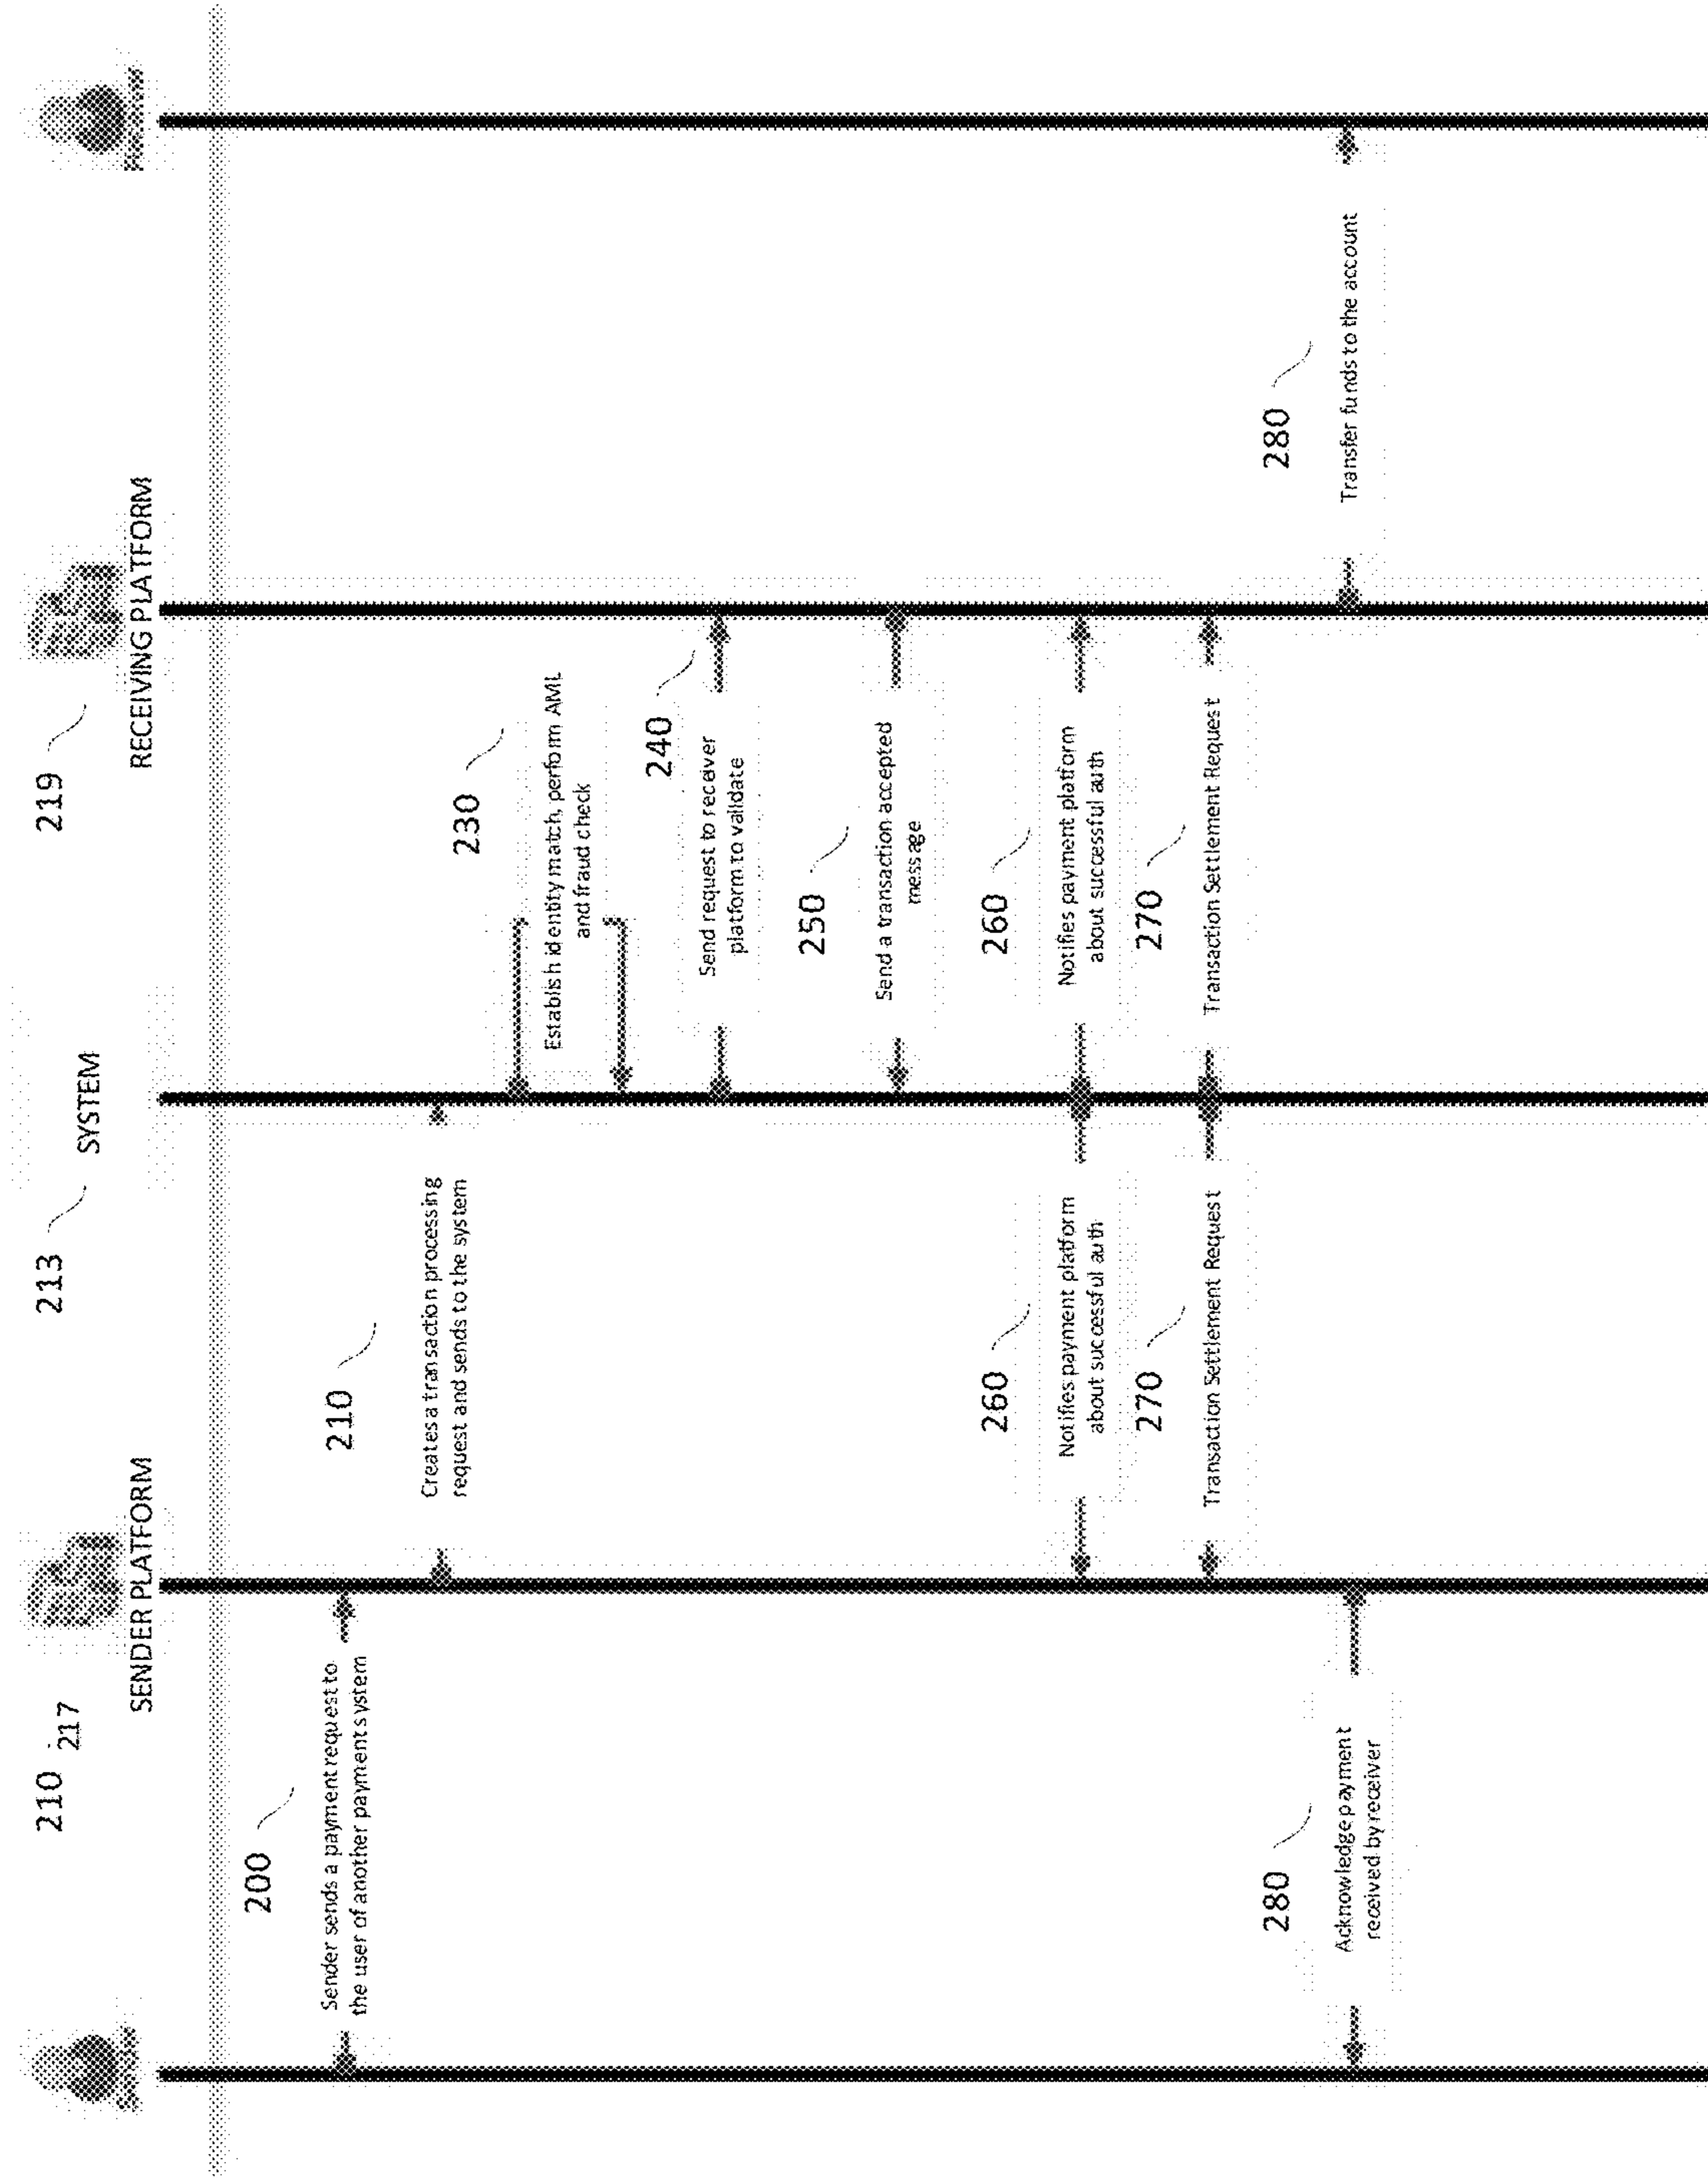 210
217
SENDER PLATFORM
213
SYSTEM
219
RECEIVING PLATFORM
200
Sender sends a payment request to
the user of another payment system
210
Creates a transaction processing
request and sends to the system
230
Establish identity match, perform AML
and fraud check
240
Send request to receiver
platform to validate
250
Send a transaction accepted
message
260
Notifies payment platform
about successful auth
260
Notifies payment platform
about successful auth
270
Transaction Settlement Request
270
Transaction Settlement Request
280
Acknowledge payment
received by receiver
280
Transfer funds to the account